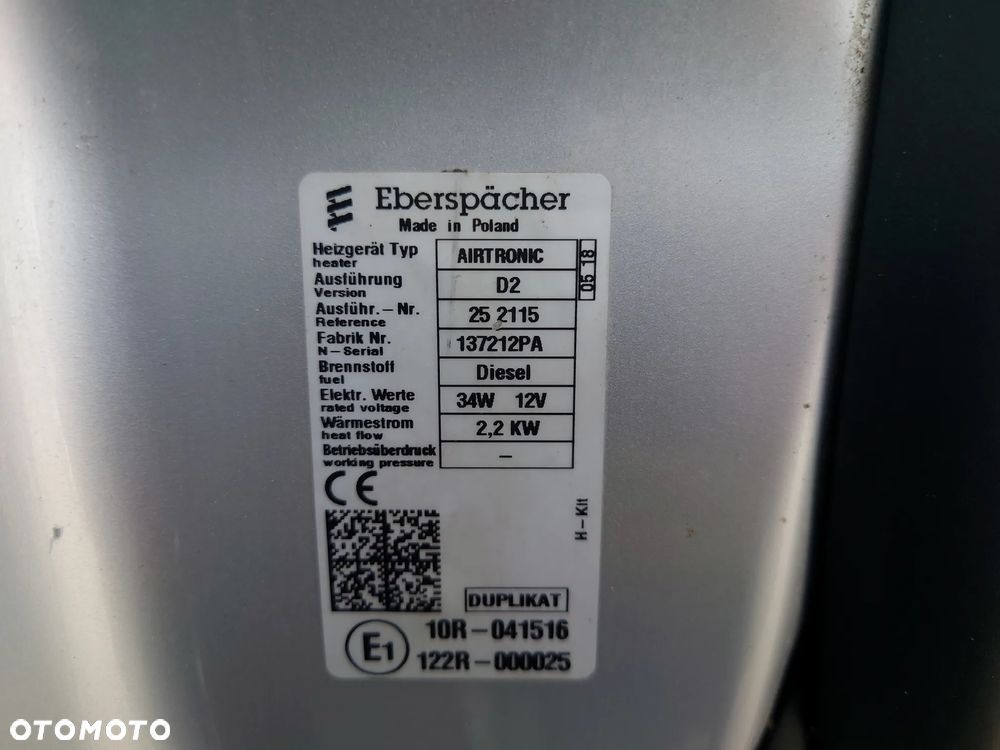 Eberspächer
Made in Poland
Heizgerät Typ AIRTRONIC
heater
05 18
Ausführung D2
Version
Ausführ.-Nr. 25 2115
Reference
Fabrik Nr. 137212PA
N-Serial
Brennstoff Diesel
fuel
Elektr. Werte 34W 12V
rated voltage
Wärmestrom 2,2 KW
heat flow
Betriebsüberdruck –
working pressure
CE
H-Kit
DUPLIKAT
E1 10R-041516
122R-000025
OTOMOTO